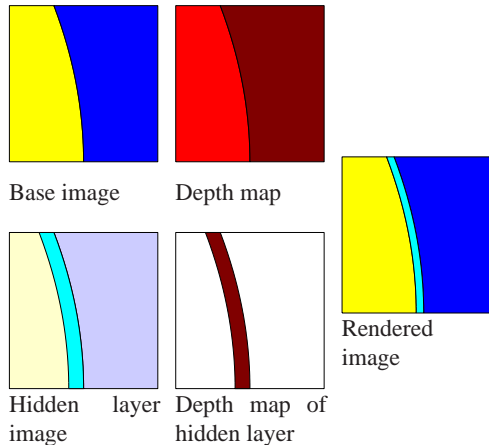 Base image
Depth map
Rendered
image
Hidden layer
image
Depth map of
hidden layer